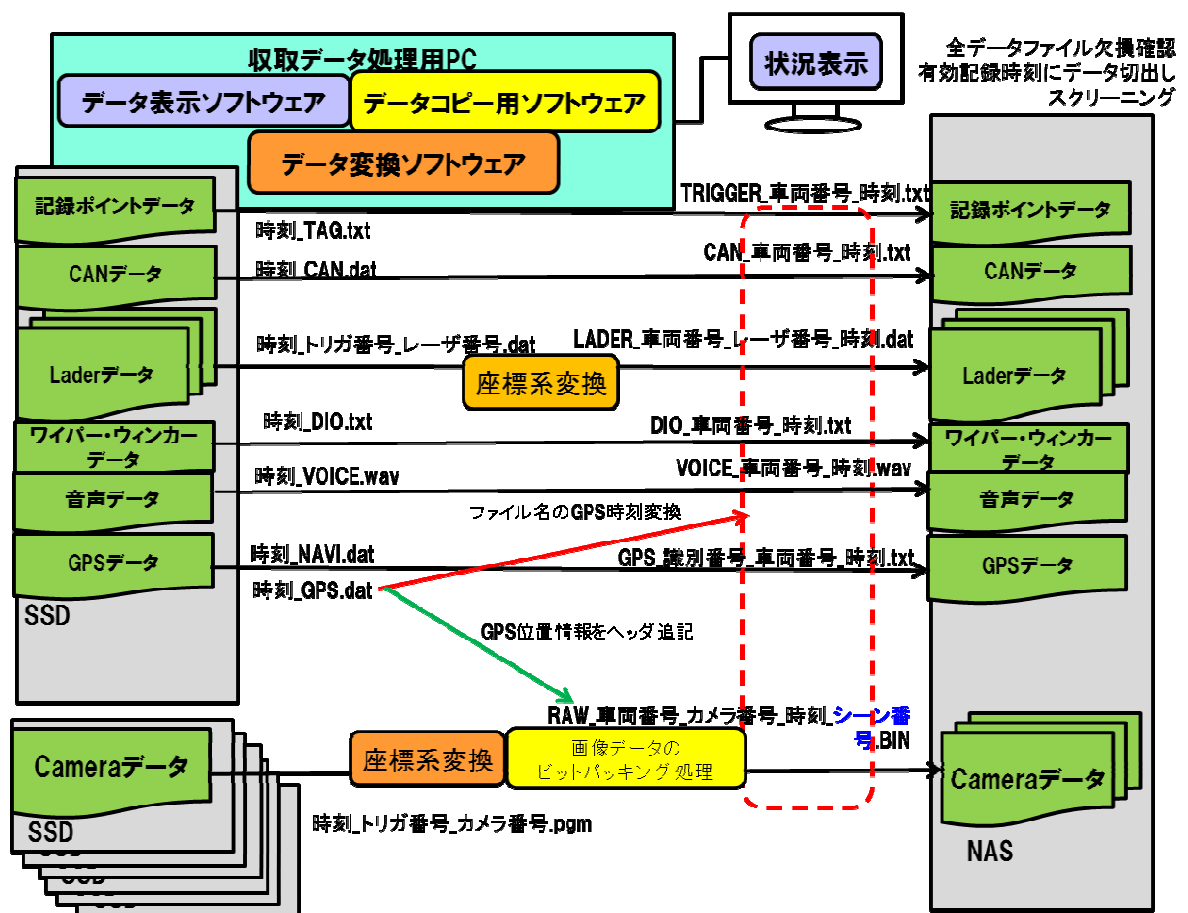 収取データ処理用PC
データ表示ソフトウェア
データコピー用ソフトウェア
データ変換ソフトウェア
状況表示
全データファイル欠損確認
有効記録時刻にデータ切出し
スクリーニング
記録ポイントデータ
時刻_TAG.txt
TRIGGER_車両番号_時刻.txt
記録ポイントデータ
CANデータ
時刻_CAN.dat
CAN_車両番号_時刻.txt
CANデータ
Laderデータ
時刻_トリガ番号_レーザ番号.dat
座標系変換
LADER_車両番号_レーザ番号_時刻.dat
Laderデータ
ワイパー・ウィンカー
データ
時刻_DIO.txt
DIO_車両番号_時刻.txt
ワイパー・ウィンカー
データ
音声データ
時刻_VOICE.wav
VOICE_車両番号_時刻.wav
音声データ
ファイル名のGPS時刻変換
GPSデータ
時刻_NAVI.dat
時刻_GPS.dat
GPS_識別番号_車両番号_時刻.txt
GPSデータ
SSD
GPS位置情報をヘッダ追記
RAW_車両番号_カメラ番号_時刻_シーン番
号.BIN
Cameraデータ
座標系変換
画像データの
ビットパッキング処理
Cameraデータ
SSD
時刻_トリガ番号_カメラ番号.pgm
NAS